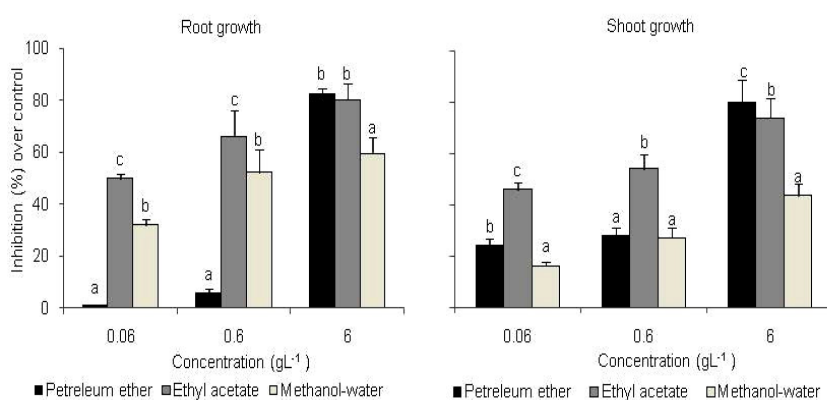 Root growth
Shoot growth
Inhibition (%) over control
100
80
60
40
20
0
a
c
b
a
c
b
b
b
a
b
c
a
a
b
a
c
b
a
0.06
0.6
6
0.06
0.6
6
Concentration (gL-1 )
Concentration (gL-1 )
Petreleum ether
Ethyl acetate
Methanol-water
Petreleum ether
Ethyl acetate
Methanol-water